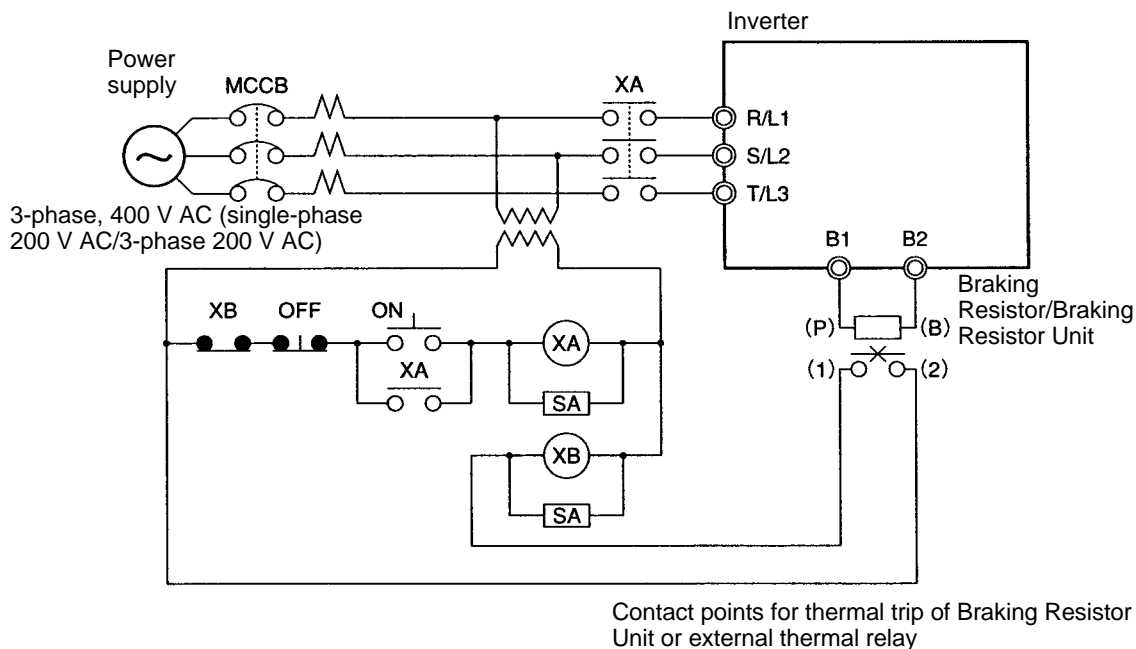 Inverter
Power
supply
MCCB
XA
R/L1
S/L2
T/L3
3-phase, 400 V AC (single-phase
200 V AC/3-phase 200 V AC)
B1
B2
XB
OFF
ON
XA
XA
SA
XB
SA
(P)
(B)
(1)
(2)
Braking
Resistor/Braking
Resistor Unit
Contact points for thermal trip of Braking Resistor
Unit or external thermal relay